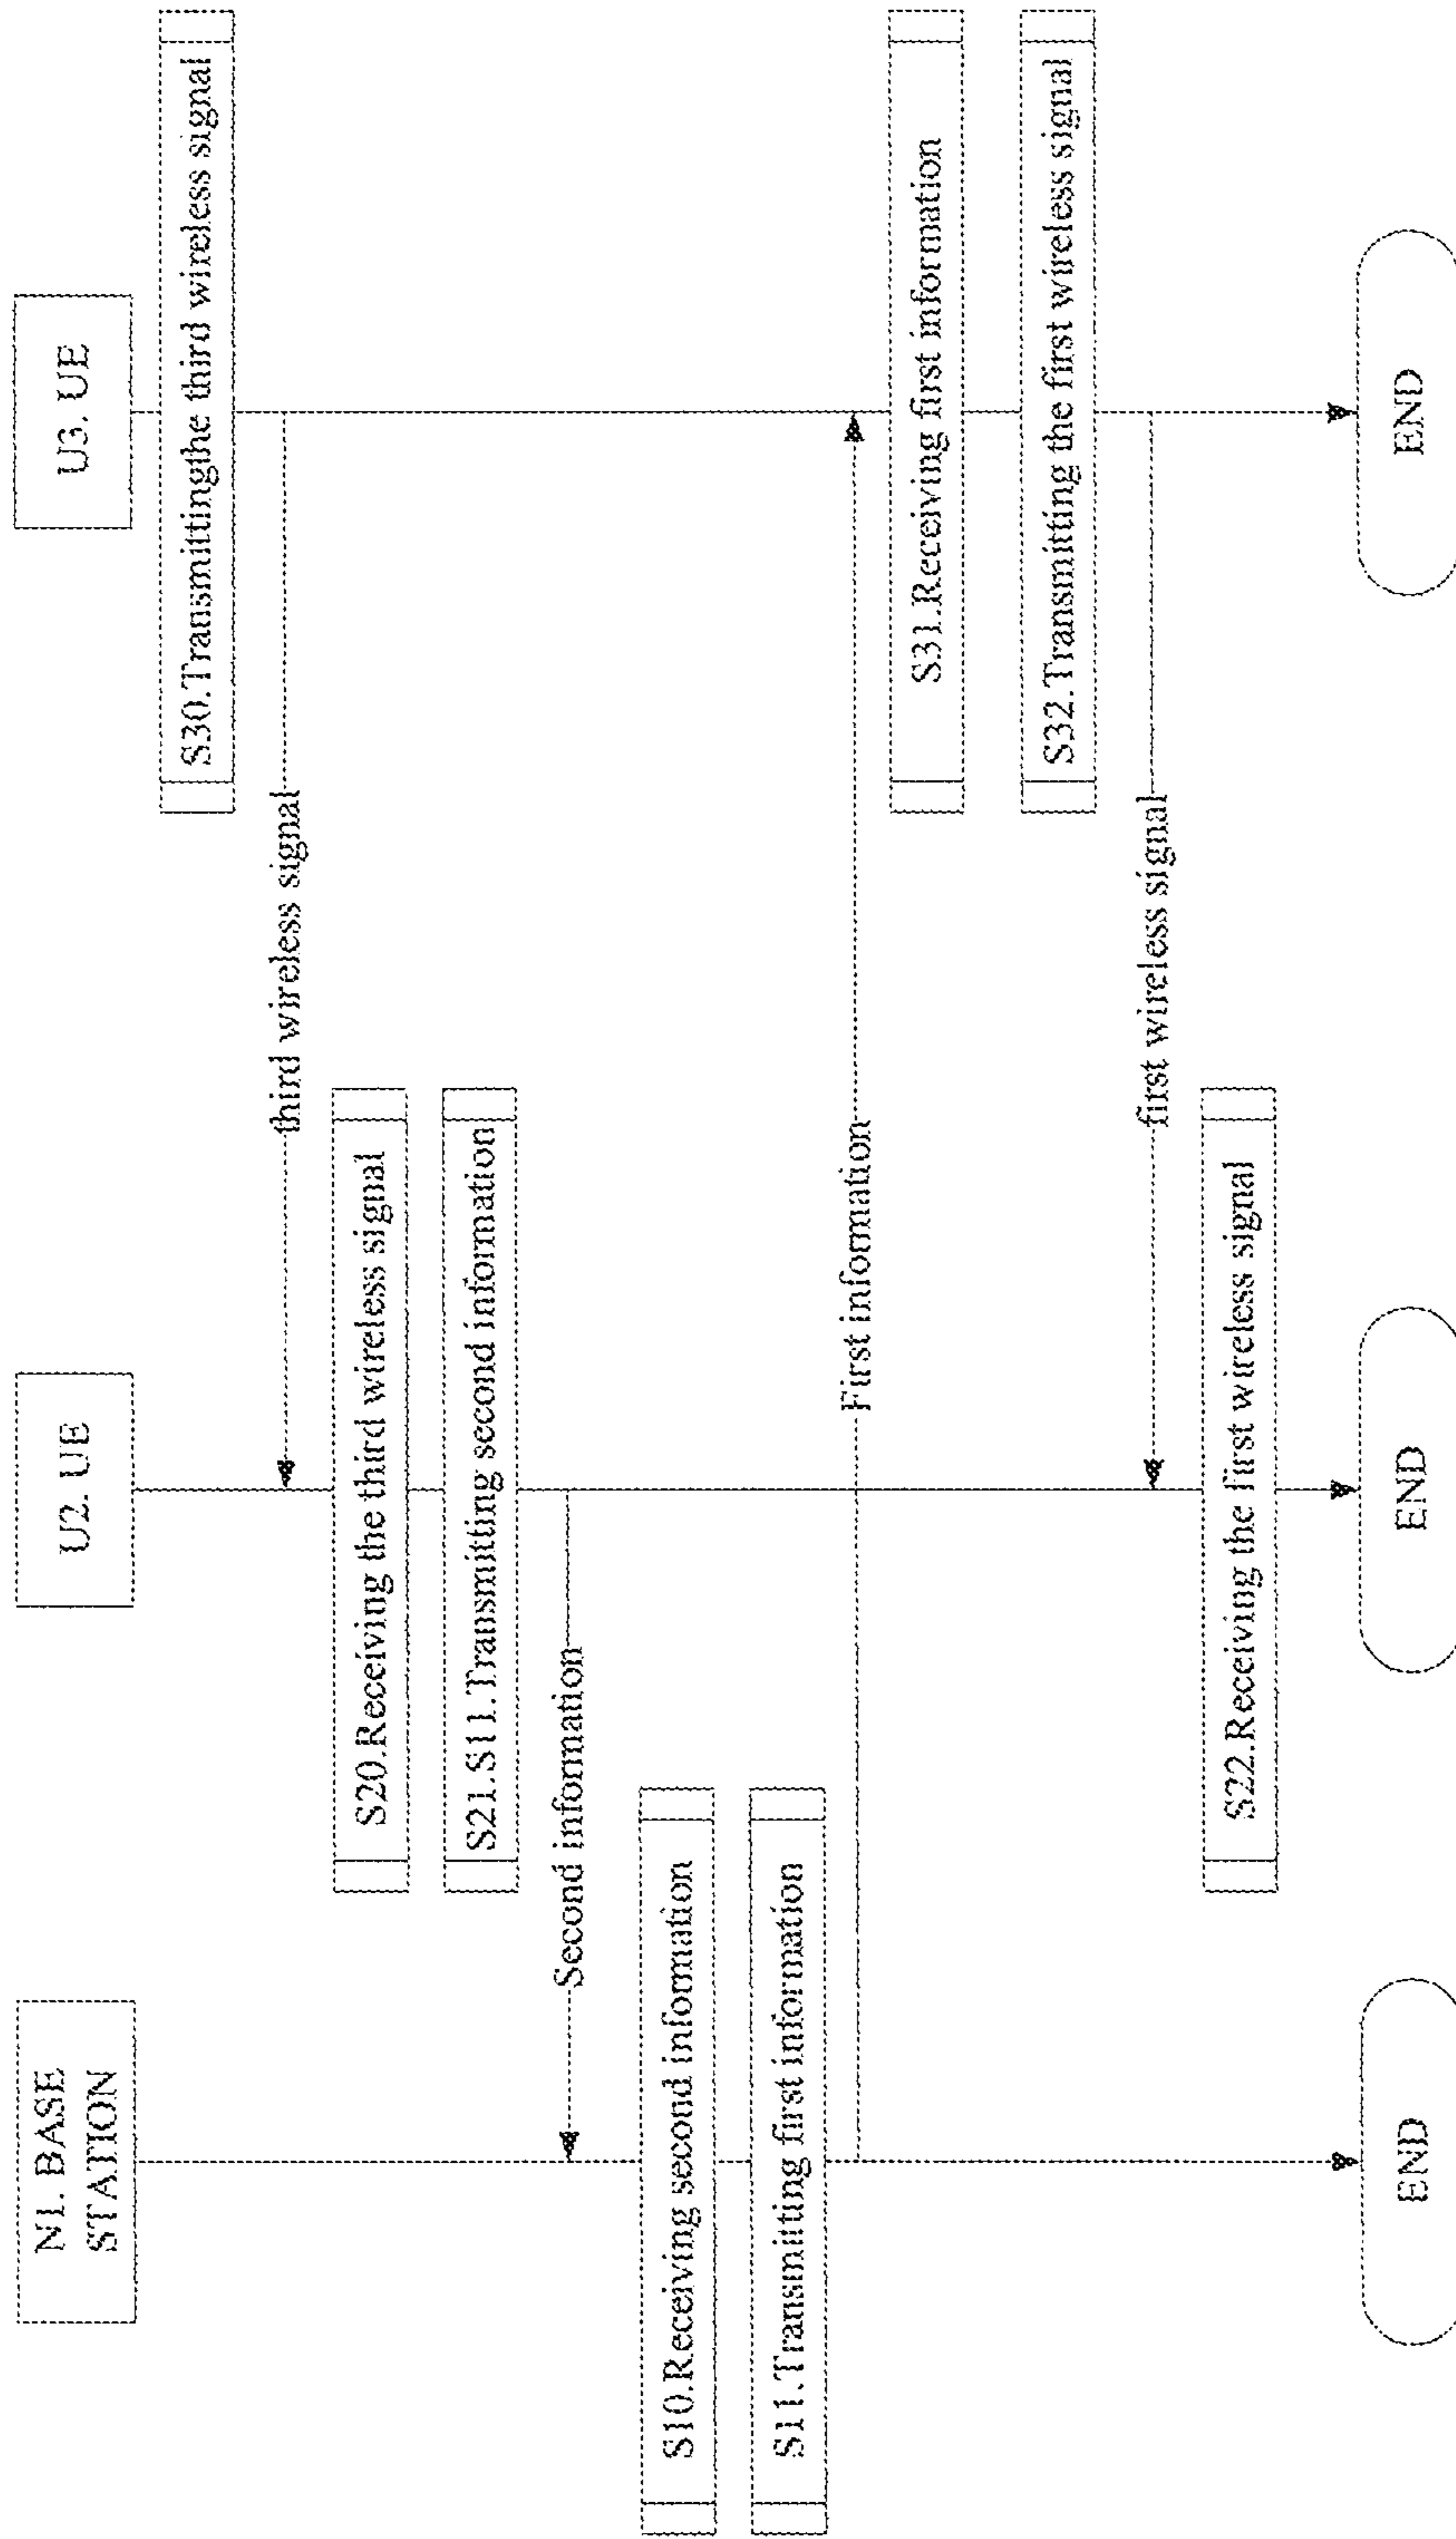 N1. BASE
STATION
U2. UE
U3. UE
S30.Transmittingthe third wireless signal
third wireless signal
S20.Receiving the third wireless signal
S21.S11.Transmitting second information
Second information
S10.Receiving second information
S11.Transmitting first information
First information
S31.Receiving first information
S32.Transmitting the first wireless signal
first wireless signal
S22.Receiving the first wireless signal
END
END
END